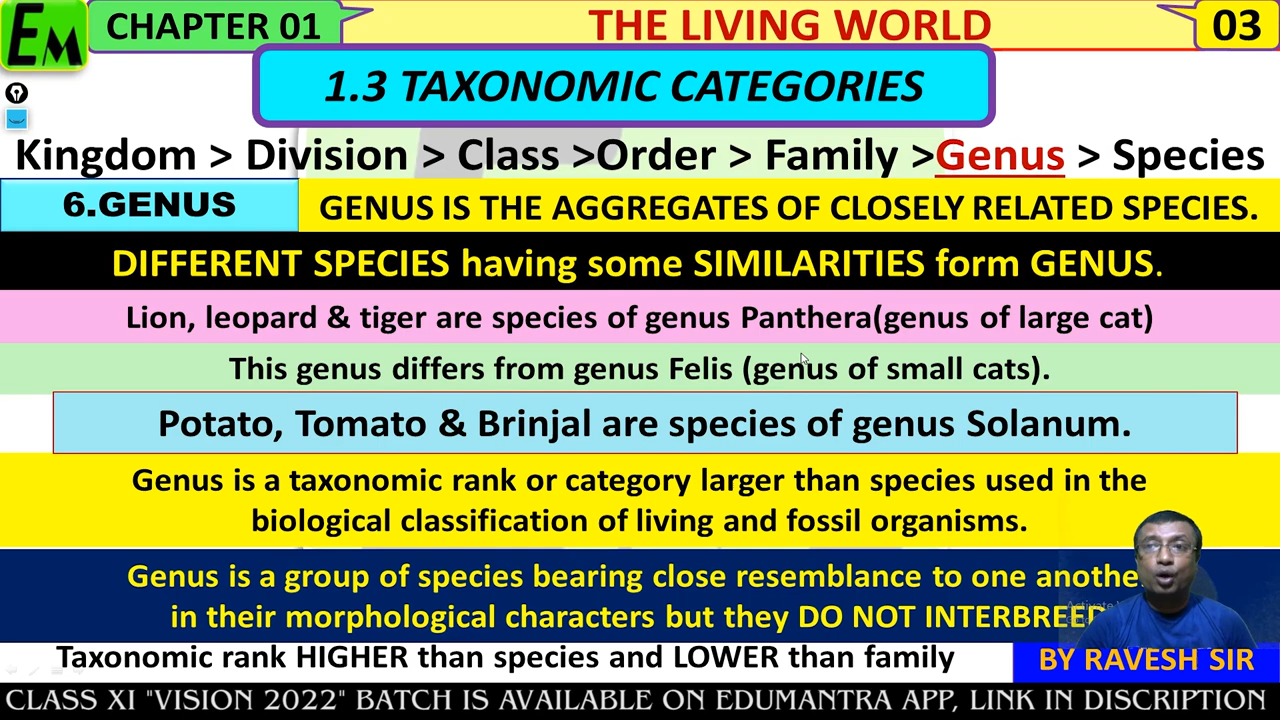 EM
CHAPTER 01
THE LIVING WORLD
03
1.3 TAXONOMIC CATEGORIES
Kingdom > Division > Class >Order > Family >Genus > Species
6.GENUS
GENUS IS THE AGGREGATES OF CLOSELY RELATED SPECIES.
DIFFERENT SPECIES having some SIMILARITIES form GENUS.
Lion, leopard & tiger are species of genus Panthera(genus of large cat)
This genus differs from genus Felis (genus of small cats).
Potato, Tomato & Brinjal are species of genus Solanum.
Genus is a taxonomic rank or category larger than species used in the
biological classification of living and fossil organisms.
Genus is a group of species bearing close resemblance to one
in their morphological characters but they DO NOT
Taxonomic rank HIGHER than species and LOWER than family
BY RAVESH SIR
CLASS XI "VISION 2022" BATCH IS AVAILABLE ON EDUMANTRA APP, LINK IN DISCRIPTION